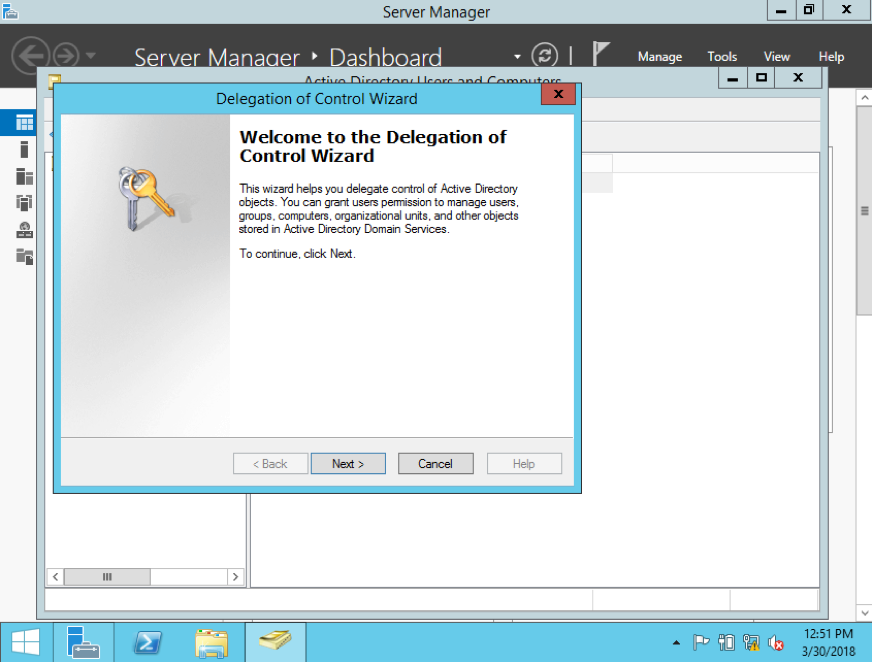 Server Manager
Server Manager ‣ Dashboard
Manage
Tools
View
Help
Active Directory Users and Computers
Delegation of Control Wizard
Welcome to the Delegation of
Control Wizard
This wizard helps you delegate control of Active Directory
objects. You can grant users permission to manage users,
groups, computers, organizational units, and other objects
stored in Active Directory Domain Services.
To continue, click Next.
< Back
Next >
Cancel
Help
12:51 PM
3/30/2018